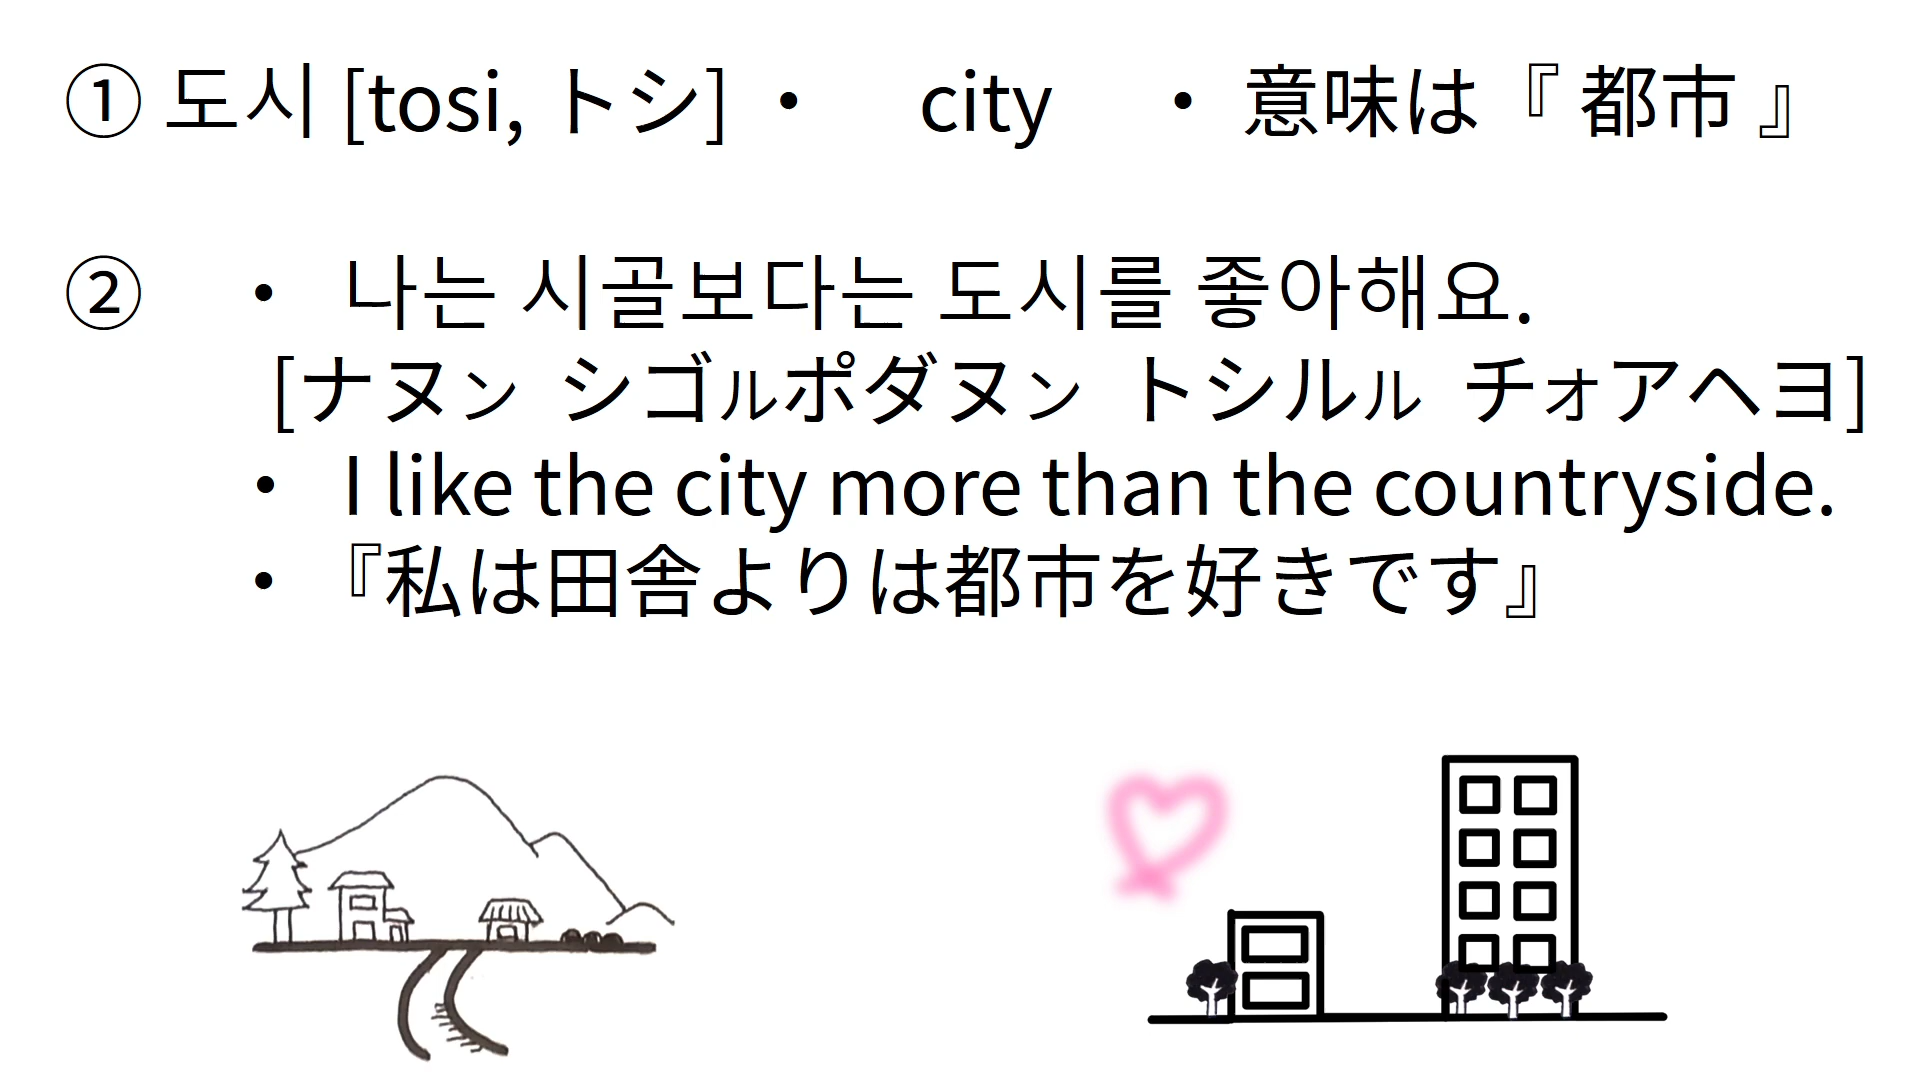 ① 도시 [tosi, トシ] ・ city ・ 意味は『 都市 』
② ・ 나는 시골보다는 도시를 좋아해요.
[ナヌン シゴルポダヌン トシルル チォアヘヨ]
・ I like the city more than the countryside.
・ 『私は田舎よりは都市を好きです』